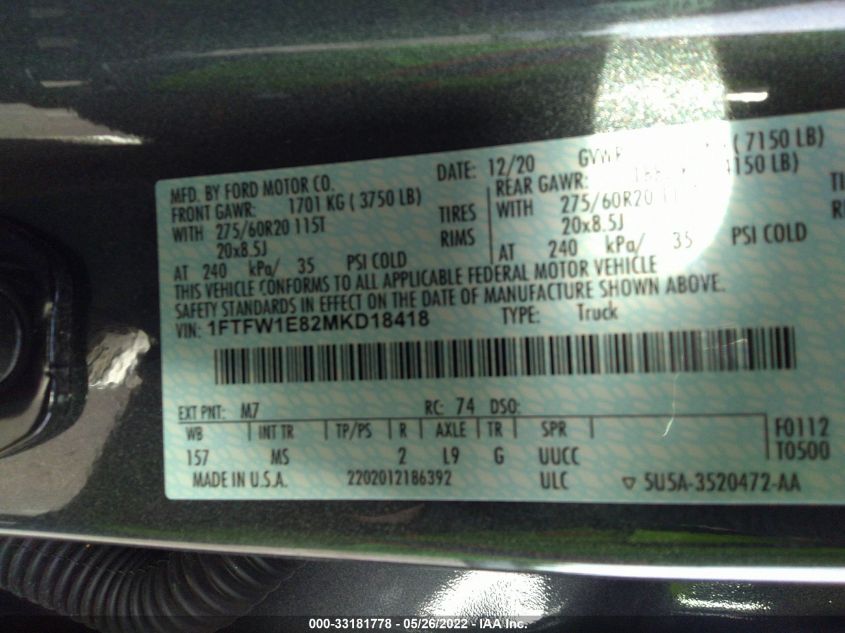 MFD. BY FORD MOTOR CO. DATE: 12/20 GVWR ( 7150 LB)
FRONT GAWR: 1701 KG ( 3750 LB) REAR GAWR: 4150 LB)
WITH 275/60R20 115T TIRES WITH 275/60R20
20x8.5J RIMS 20x8.5J
AT 240 kPa/ 35 PSI COLD AT 240 kPa/ 35 PSI COLD
THIS VEHICLE CONFORMS TO ALL APPLICABLE FEDERAL MOTOR VEHICLE
SAFETY STANDARDS IN EFFECT ON THE DATE OF MANUFACTURE SHOWN ABOVE.
VIN: 1FTFW1E82MKD18418 TYPE: Truck
EXT PNT: M7 RC: 74 DSO:
WB INT TR TP/PS R AXLE TR SPR F0112
157 MS 2 L9 G UUCC T0500
MADE IN U.S.A. 2202012186392 ULC 5U5A-3520472-AA
000-33181778 - 05/26/2022 - IAA Inc.